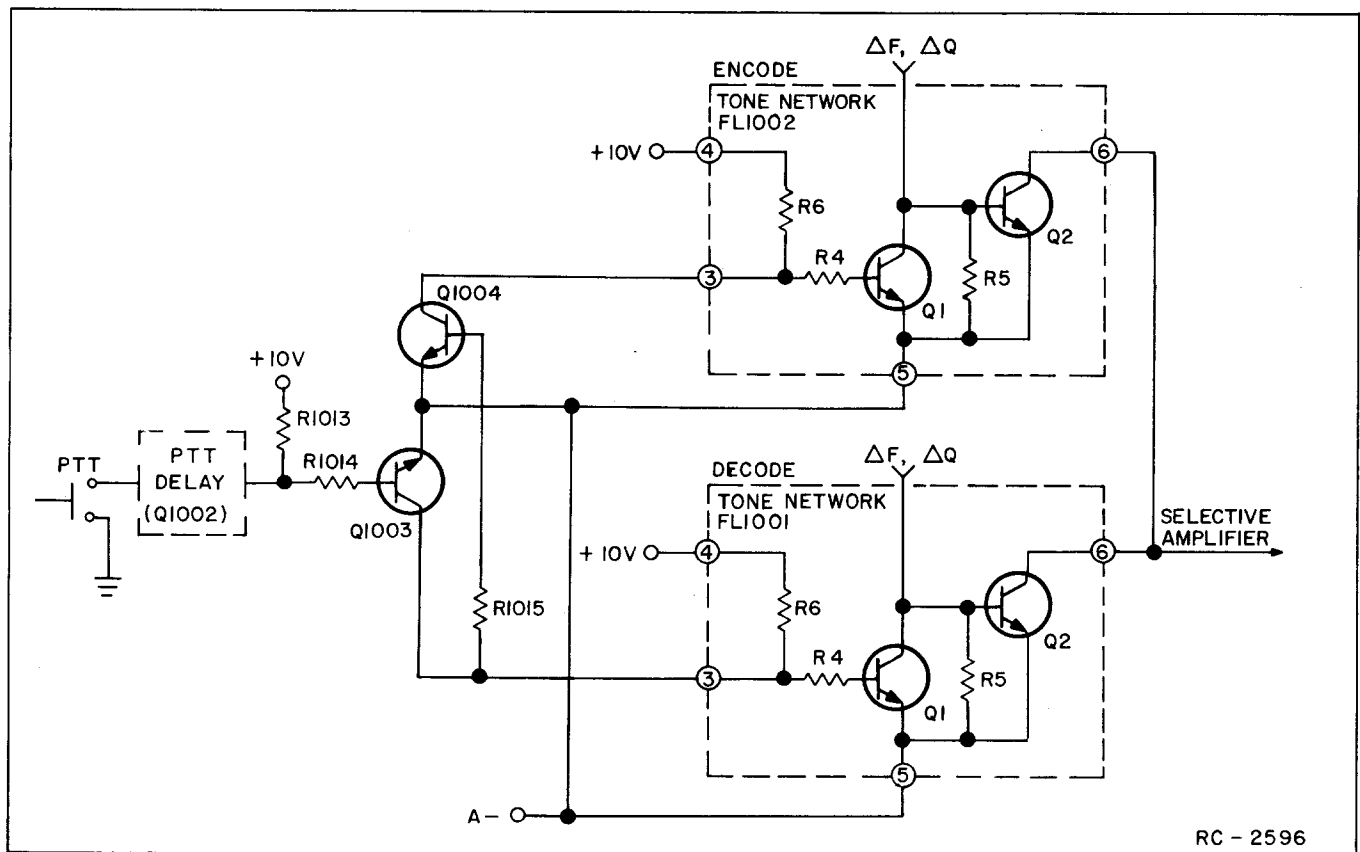 ΔF, ΔQ
ENCODE
TONE NETWORK
FL1002
+10V
4
6
R6
Q2
R4
R5
3
Q1
Q1004
5
+10V
R1013
PTT
PTT
DELAY
(Q1002)
R1014
Q1003
R1015
ΔF, ΔQ
DECODE
TONE NETWORK
FL1001
+10V
4
6
SELECTIVE
AMPLIFIER
R6
Q2
R4
R5
3
Q1
5
A-
RC-2596